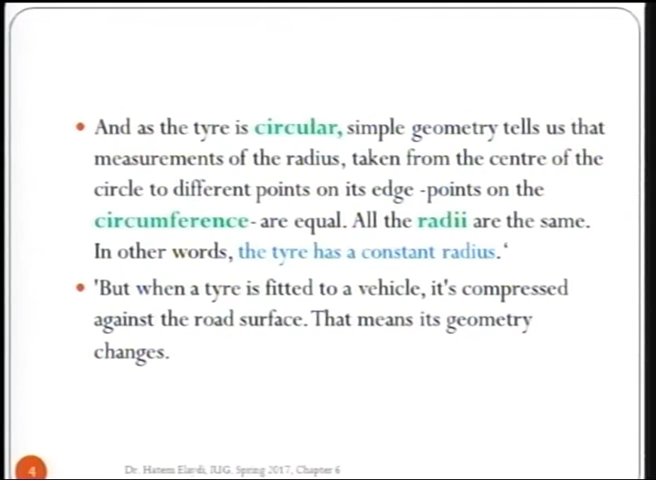 • And as the tyre is circular, simple geometry tells us that
measurements of the radius, taken from the centre of the
circle to different points on its edge -points on the
circumference- are equal. All the radii are the same.
In other words, the tyre has a constant radius.‘
• 'But when a tyre is fitted to a vehicle, it's compressed
against the road surface. That means its geometry
changes.
4
Dr. Hatem Elaydi, IUG, Spring 2017, Chapter 6